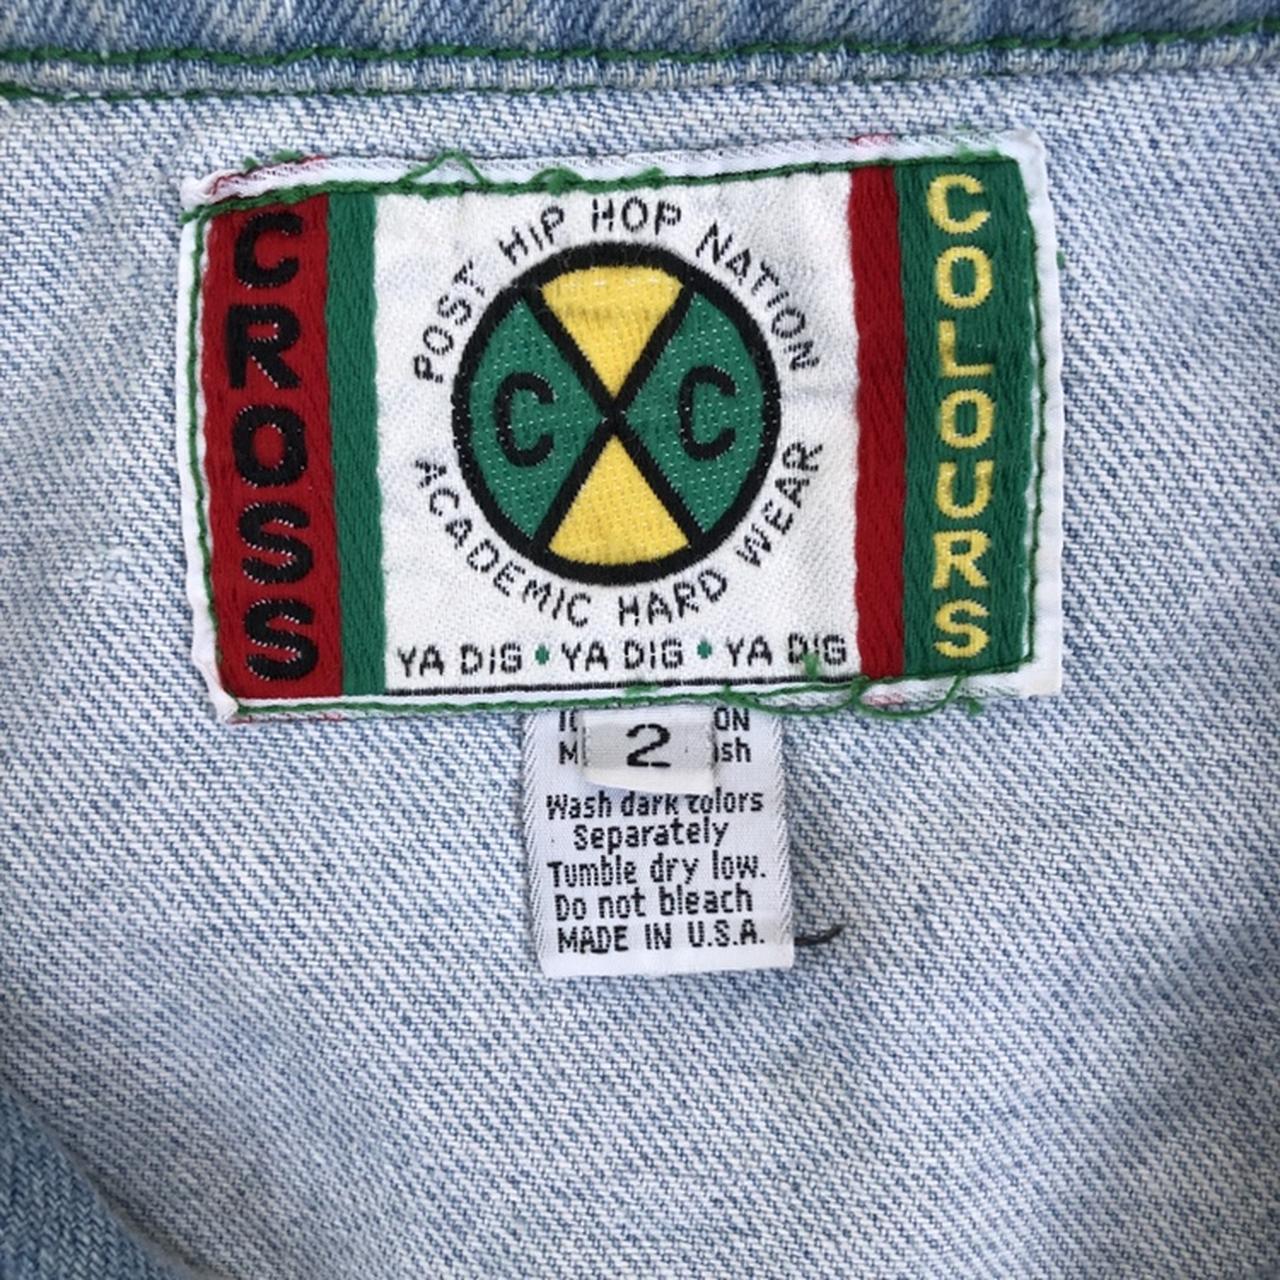 CROSS
COLOURS
POST HIP HOP NATION
C C
ACADEMIC HARD WEAR
YA DIG • YA DIG • YA DIG
2
Wash dark colors
Separately
Tumble dry low.
Do not bleach
MADE IN U.S.A.